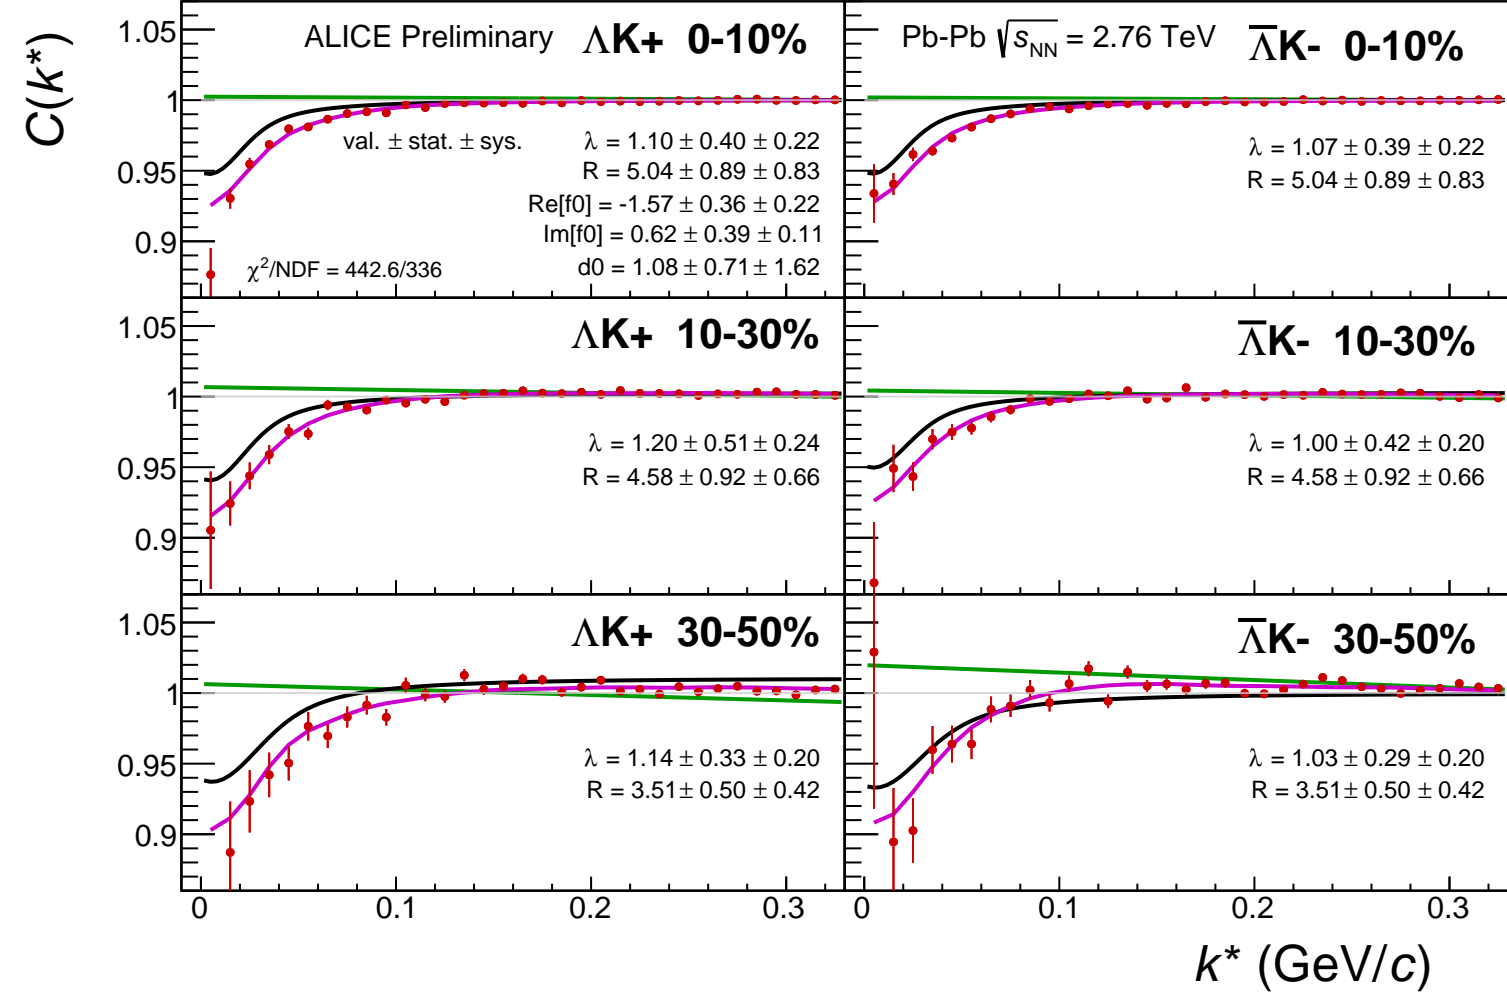 C(k*)
1.05
1
0.95
0.9
ALICE Preliminary ΛK+ 0-10%
val. ± stat. ± sys.
λ = 1.10 ± 0.40 ± 0.22
R = 5.04 ± 0.89 ± 0.83
Re[f0] = -1.57 ± 0.36 ± 0.22
Im[f0] = 0.62 ± 0.39 ± 0.11
d0 = 1.08 ± 0.71 ± 1.62
χ²/NDF = 442.6/336
Pb-Pb √s_NN = 2.76 TeV Λ̅K- 0-10%
λ = 1.07 ± 0.39 ± 0.22
R = 5.04 ± 0.89 ± 0.83
1.05
1
0.95
0.9
ΛK+ 10-30%
λ = 1.20 ± 0.51 ± 0.24
R = 4.58 ± 0.92 ± 0.66
Λ̅K- 10-30%
λ = 1.00 ± 0.42 ± 0.20
R = 4.58 ± 0.92 ± 0.66
1.05
1
0.95
0.9
ΛK+ 30-50%
λ = 1.14 ± 0.33 ± 0.20
R = 3.51 ± 0.50 ± 0.42
Λ̅K- 30-50%
λ = 1.03 ± 0.29 ± 0.20
R = 3.51 ± 0.50 ± 0.42
0 0.1 0.2 0.3 0 0.1 0.2 0.3
k* (GeV/c)